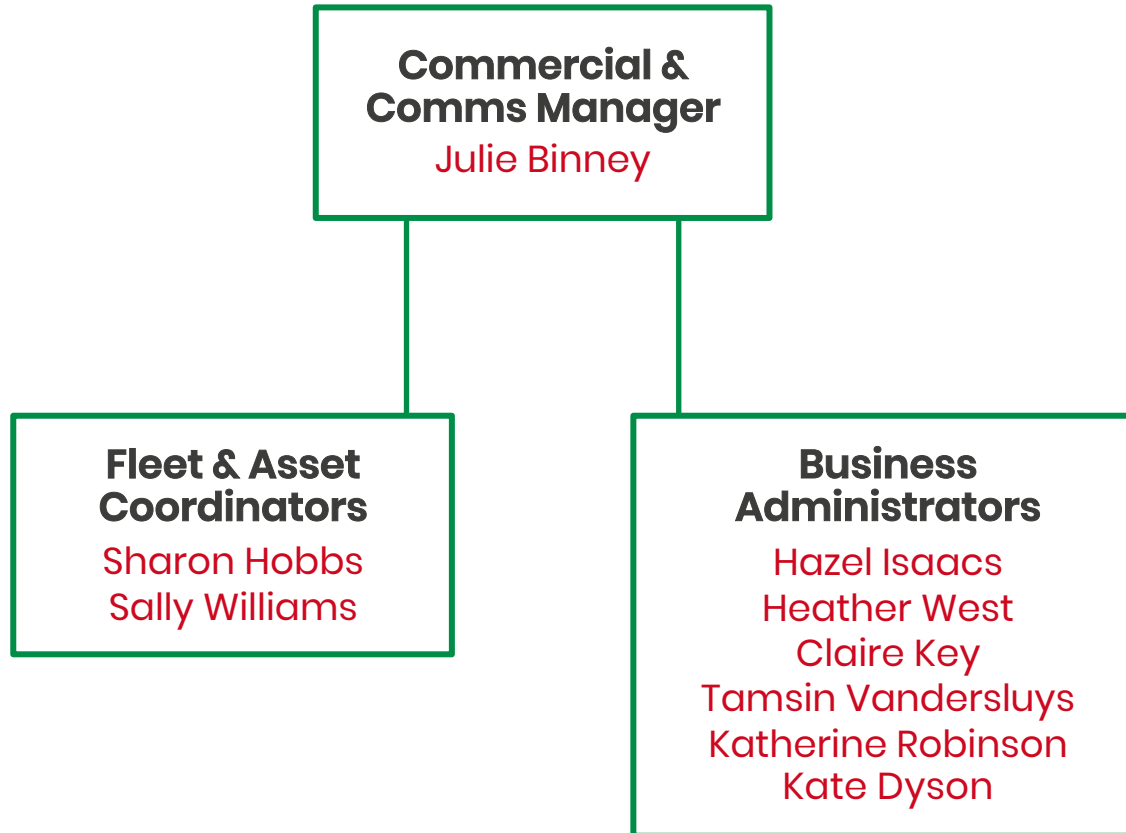 Commercial &
Comms Manager
Julie Binney
Fleet & Asset
Coordinators
Sharon Hobbs
Sally Williams
Business
Administrators
Hazel Isaacs
Heather West
Claire Key
Tamsin Vandersluys
Katherine Robinson
Kate Dyson